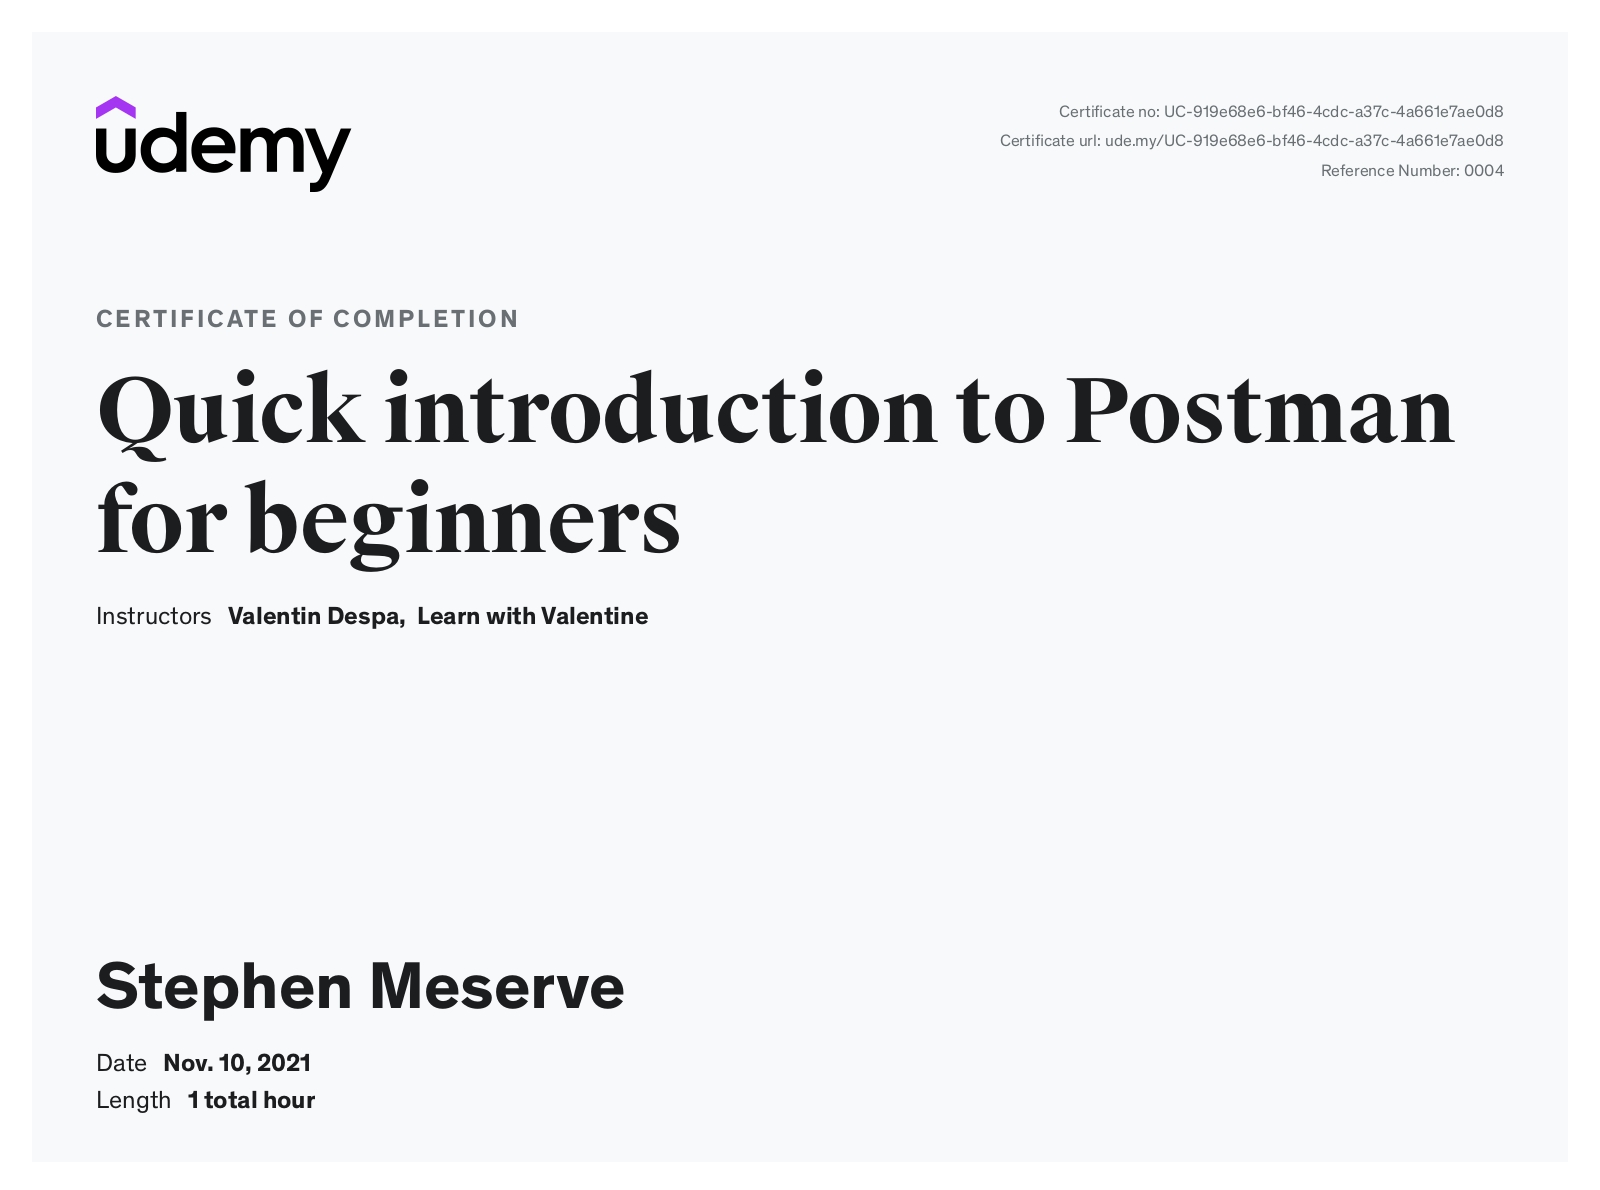 udemy
Certificate no: UC-919e68e6-bf46-4cdc-a37c-4a661e7ae0d8
Certificate url: ude.my/UC-919e68e6-bf46-4cdc-a37c-4a661e7ae0d8
Reference Number: 0004
CERTIFICATE OF COMPLETION
Quick introduction to Postman
for beginners
Instructors Valentin Despa, Learn with Valentine
Stephen Meserve
Date Nov. 10, 2021
Length 1 total hour